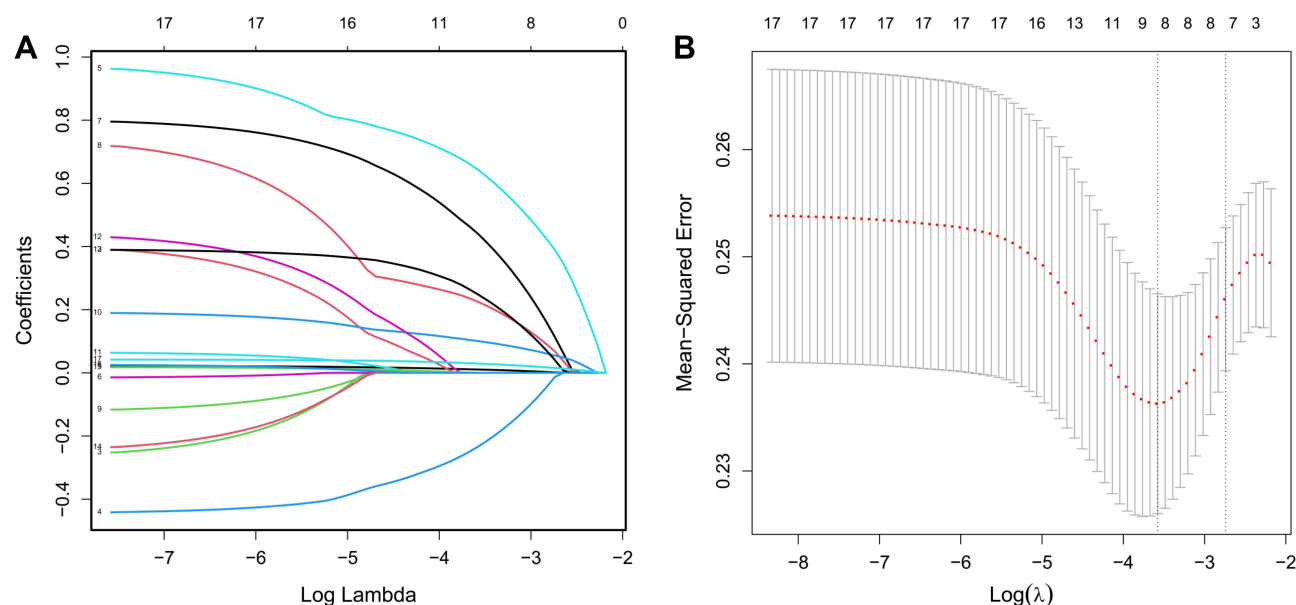 A
17 17 16 11 8 0
Coefficients
1.0
0.8
0.6
0.4
0.2
0.0
−0.2
−0.4
5
7
8
12
10
11
17
6
9
14
3
4
−7 −6 −5 −4 −3 −2
Log Lambda
B
17 17 17 17 17 17 17 16 13 11 9 8 8 8 7 3
Mean−Squared Error
0.26
0.25
0.24
0.23
−8 −7 −6 −5 −4 −3 −2
Log(λ)